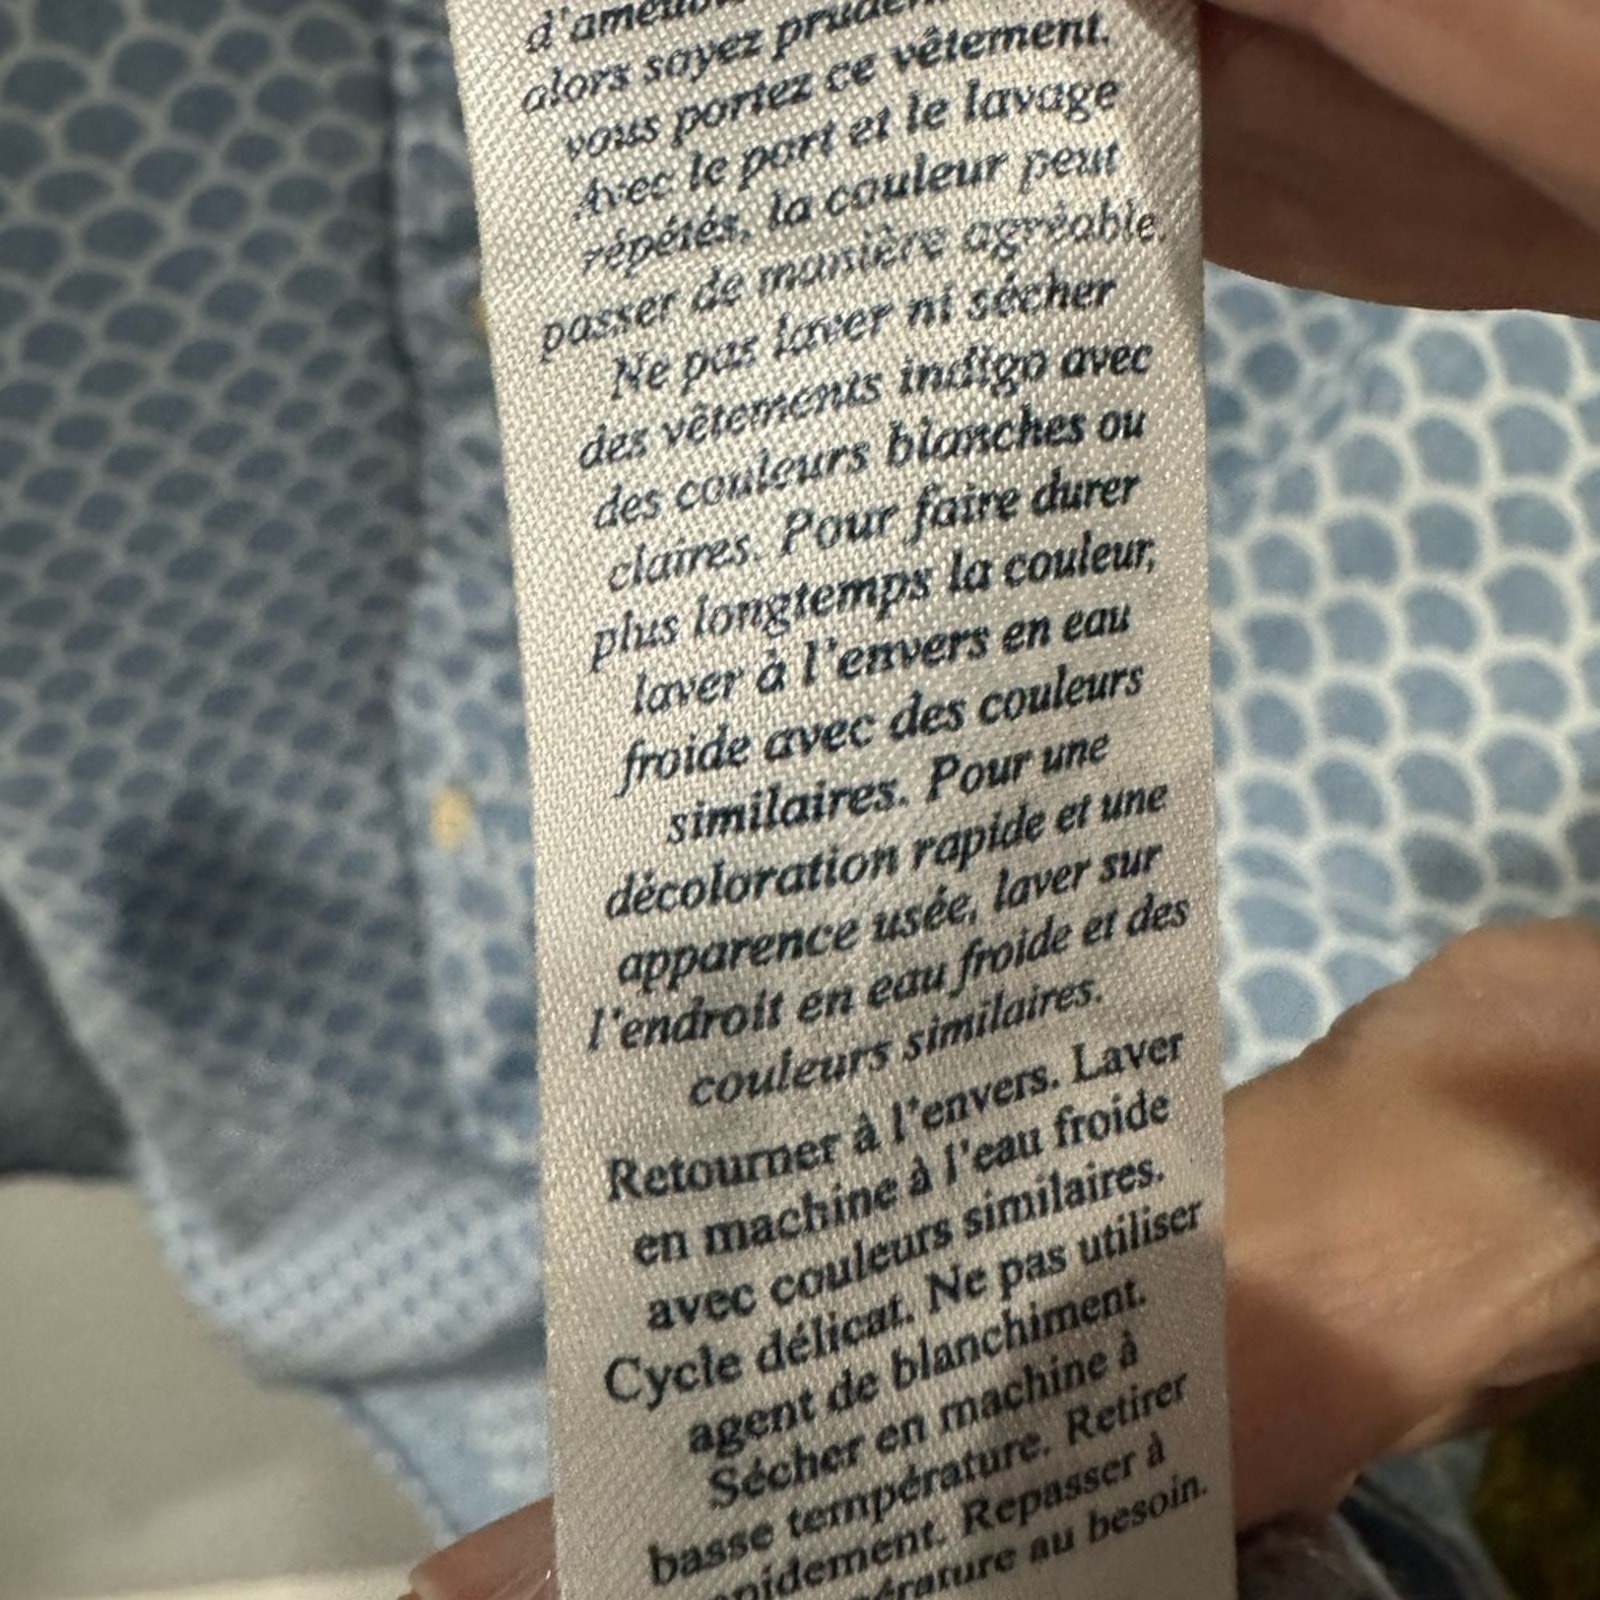 alors soyez
vous portez ce vêtement.
Avec le port et le lavage
répétés, la couleur peut
passer de manière agréable.
Ne pas laver ni sécher
des vêtements indigo avec
des couleurs blanches ou
claires. Pour faire durer
plus longtemps la couleur,
laver à l'envers en eau
froide avec des couleurs
similaires. Pour une
décoloration rapide et une
apparence usée, laver sur
l'endroit en eau froide et des
couleurs similaires.
Retourner à l'envers. Laver
en machine à l'eau froide
avec couleurs similaires.
Cycle délicat. Ne pas utiliser
agent de blanchiment.
Sécher en machine à
basse température. Retirer
Repasser à
au besoin.